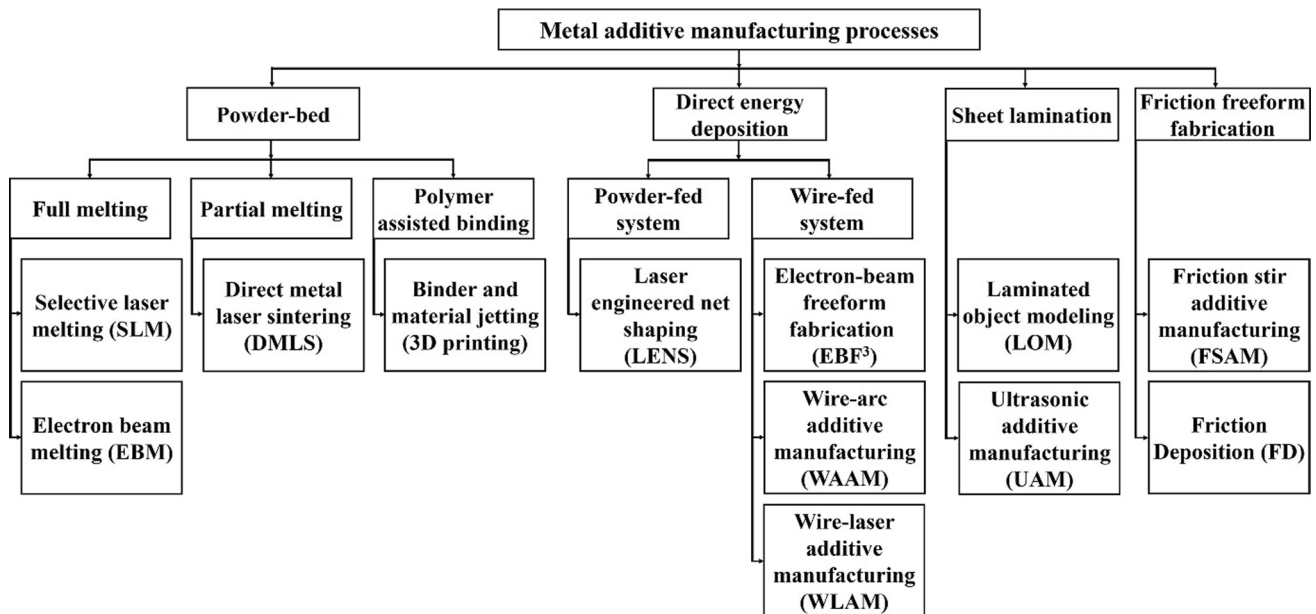 Metal additive manufacturing processes
Powder-bed
Direct energy
deposition
Sheet lamination
Friction freeform
fabrication
Full melting
Partial melting
Polymer
assisted binding
Powder-fed
system
Wire-fed
system
Selective laser
melting (SLM)
Direct metal
laser sintering
(DMLS)
Binder and
material jetting
(3D printing)
Laser
engineered net
shaping
(LENS)
Electron-beam
freeform
fabrication
(EBF³)
Laminated
object modeling
(LOM)
Friction stir
additive
manufacturing
(FSAM)
Electron beam
melting (EBM)
Wire-arc
additive
manufacturing
(WAAM)
Ultrasonic
additive
manufacturing
(UAM)
Friction
Deposition (FD)
Wire-laser
additive
manufacturing
(WLAM)